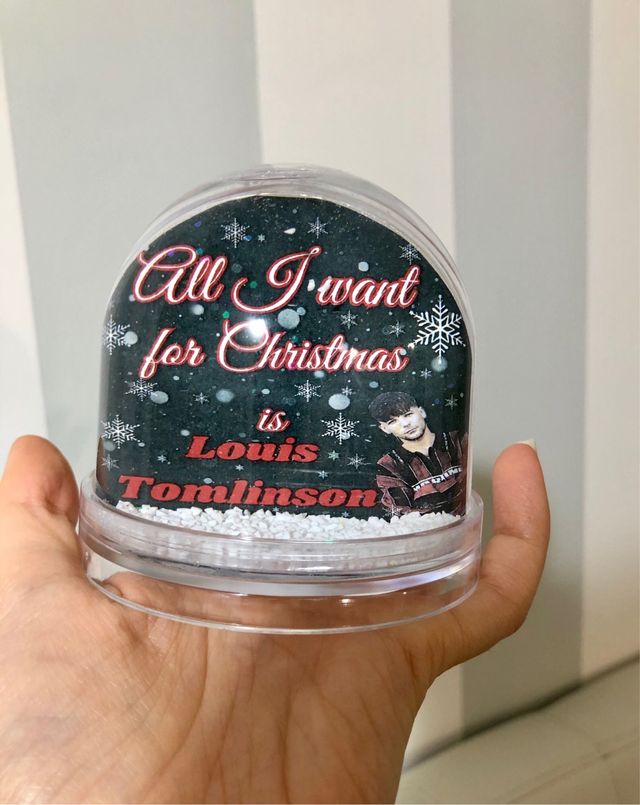 All I want
for Christmas
is
Louis
Tomlinson